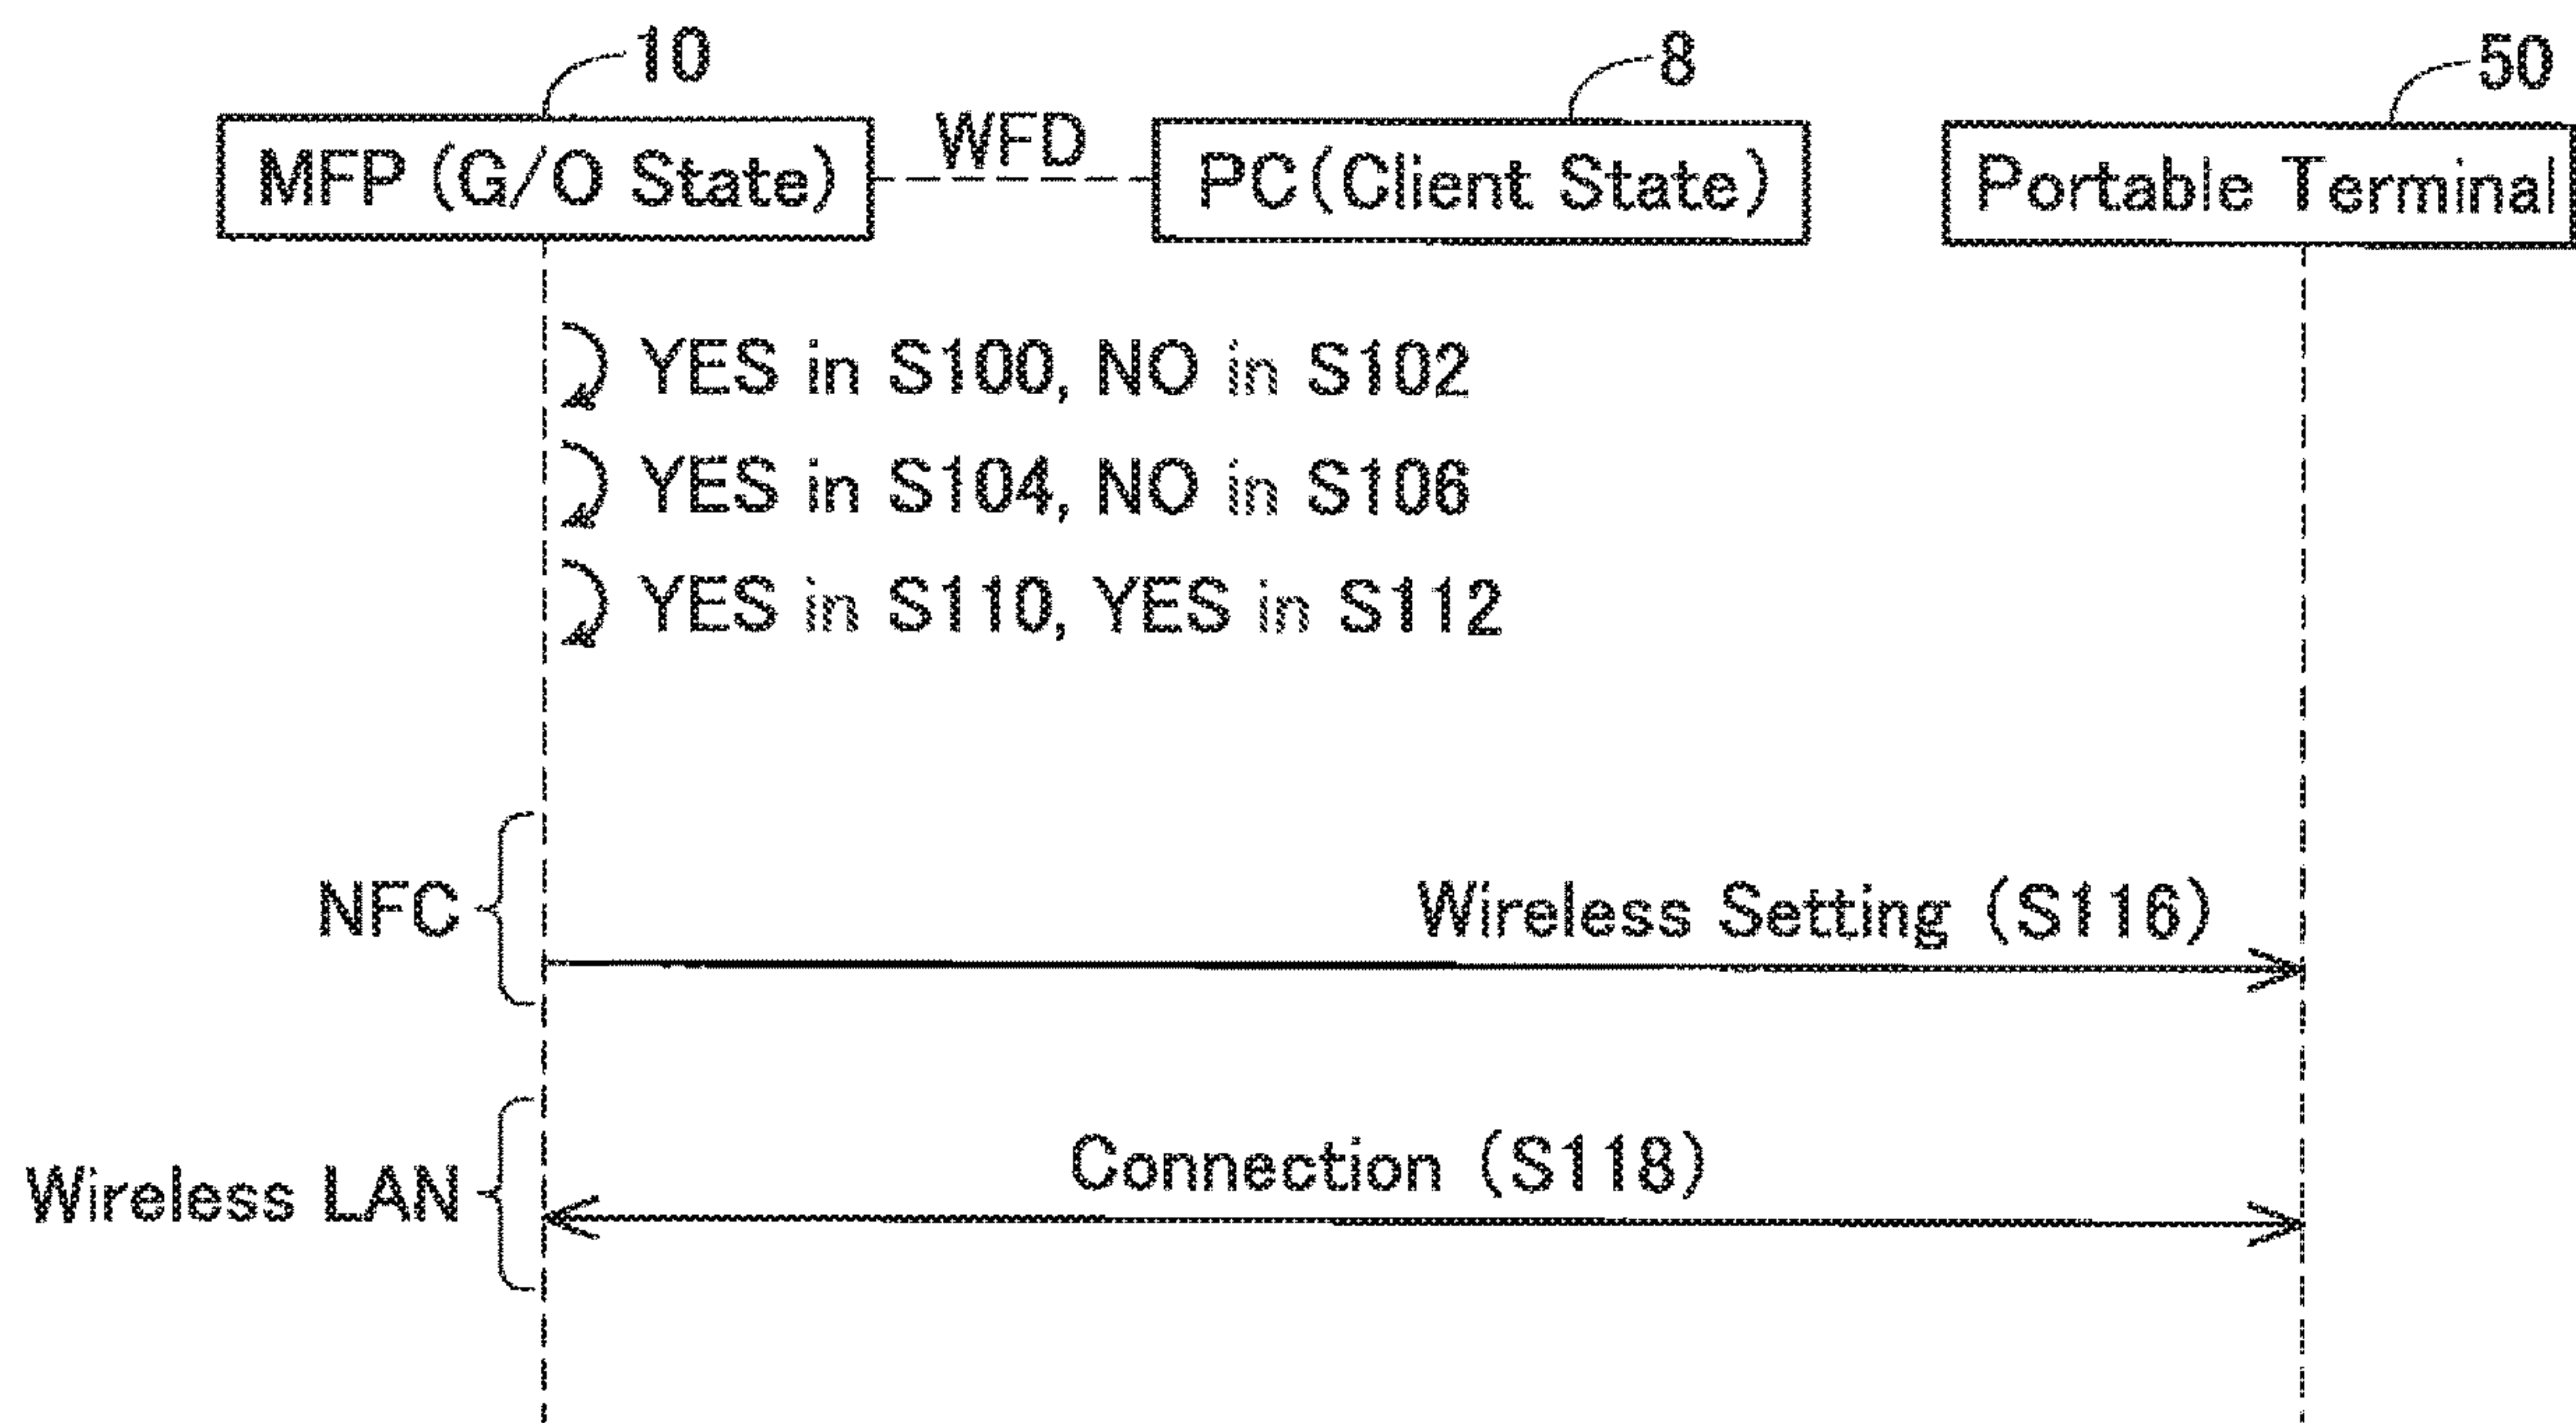 10
8
50
MFP (G/O State)
WFD
PC(Client State)
Portable Terminal
YES in S100, NO in S102
YES in S104, NO in S106
YES in S110, YES in S112
NFC
Wireless Setting (S116)
Wireless LAN
Connection (S118)